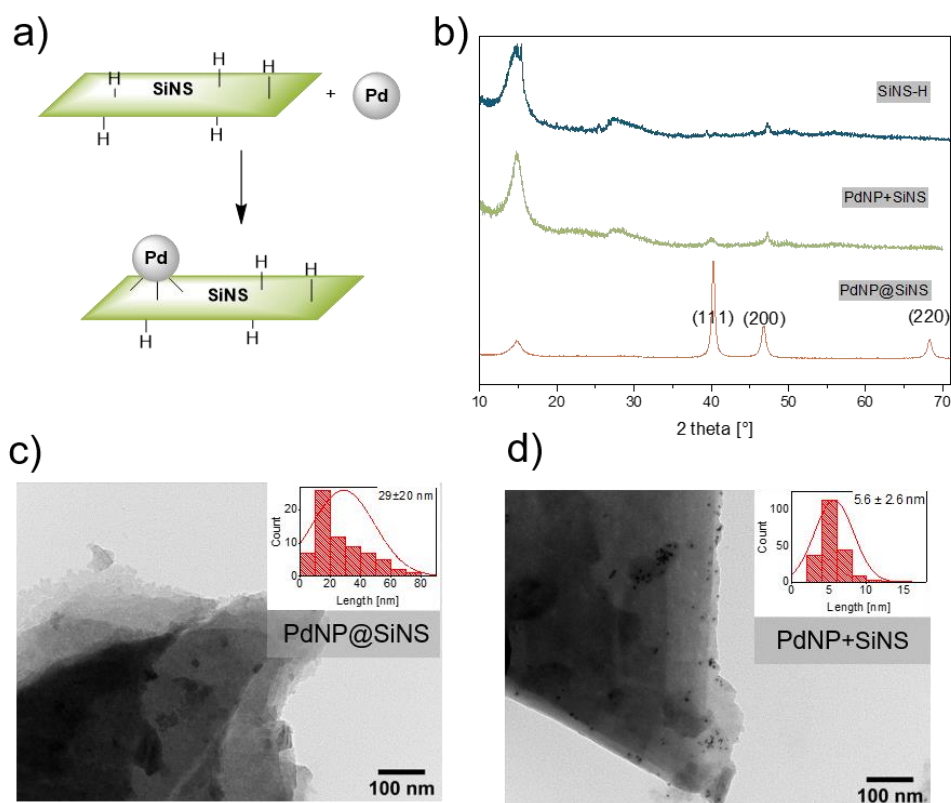 a)
H
H
H
SiNS
+
Pd
H
H
Pd
H
H
SiNS
H
H
b)
SiNS-H
PdNP+SiNS
PdNP@SiNS
(111)
(200)
(220)
10
20
30
40
50
60
70
2 theta [°]
c)
29±20 nm
Count
20
10
0
0
20
40
60
80
Length [nm]
PdNP@SiNS
100 nm
d)
5.6 ± 2.6 nm
Count
100
50
0
0
5
10
15
Length [nm]
PdNP+SiNS
100 nm